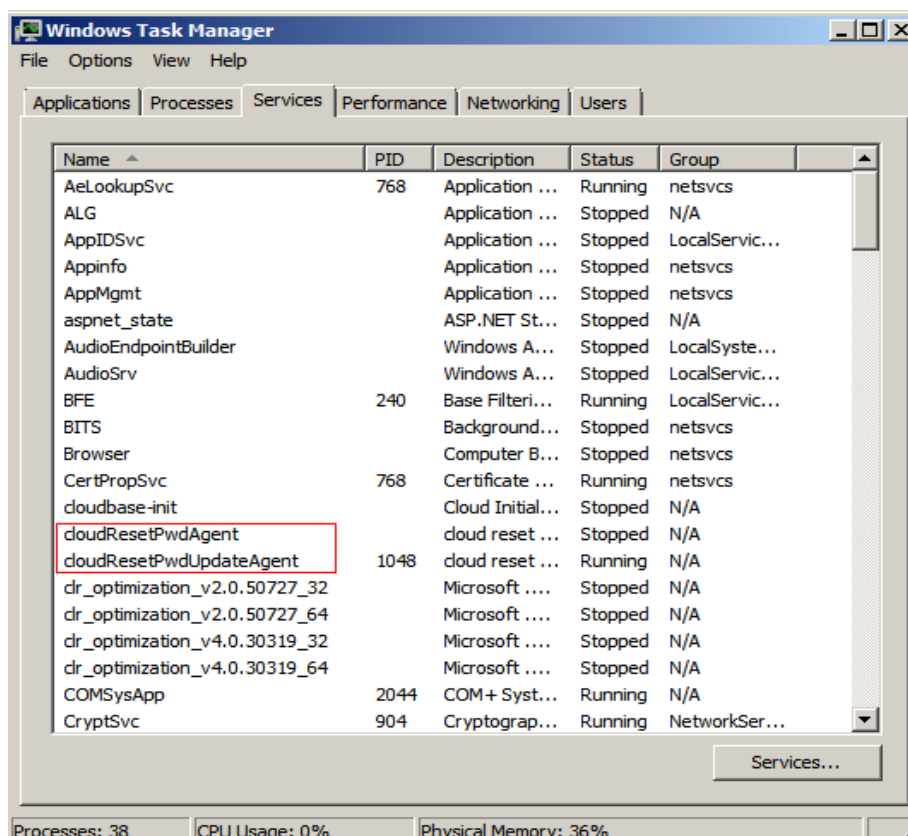 Windows Task Manager
File Options View Help
Applications Processes Services Performance Networking Users
Name PID Description Status Group
AeLookupSvc 768 Application ... Running netsvcs
ALG Application ... Stopped N/A
AppIDSvc Application ... Stopped LocalServic...
Appinfo Application ... Stopped netsvcs
AppMgmt Application ... Stopped netsvcs
aspnet_state ASP.NET St... Stopped N/A
AudioEndpointBuilder Windows A... Stopped LocalSyste...
AudioSrv Windows A... Stopped LocalServic...
BFE 240 Base Filteri... Running LocalServic...
BITS Background... Stopped netsvcs
Browser Computer B... Stopped netsvcs
CertPropSvc 768 Certificate ... Running netsvcs
cloudbase-init Cloud Initial... Stopped N/A
cloudResetPwdAgent cloud reset ... Stopped N/A
cloudResetPwdUpdateAgent 1048 cloud reset ... Running N/A
clr_optimization_v2.0.50727_32 Microsoft .... Stopped N/A
clr_optimization_v2.0.50727_64 Microsoft .... Stopped N/A
clr_optimization_v4.0.30319_32 Microsoft .... Stopped N/A
clr_optimization_v4.0.30319_64 Microsoft .... Stopped N/A
COMSysApp 2044 COM+ Syst... Running N/A
CryptSvc 904 Cryptograp... Running NetworkSer...
Services...
Processes: 38 CPU Usage: 0% Physical Memory: 36%